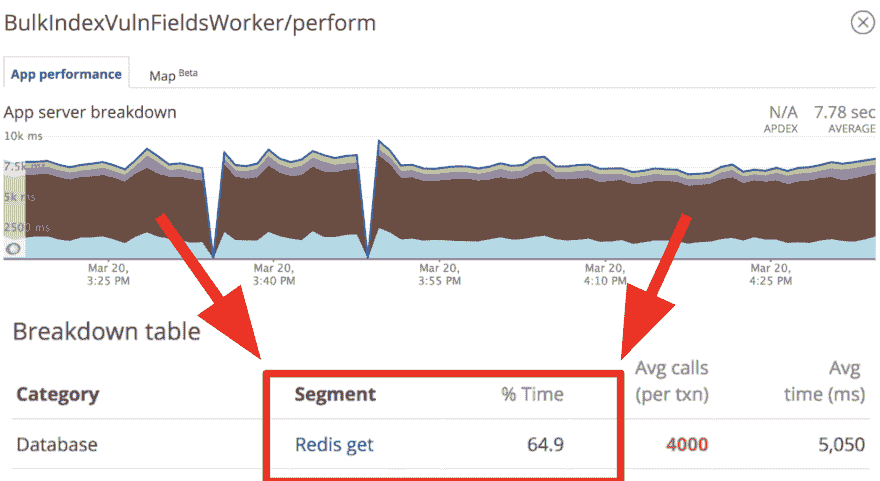 BulkIndexVulnFieldsWorker/perform
App performance
Map Beta
App server breakdown
N/A 7.78 sec
APDEX AVERAGE
10k ms
7.5k ms
5k ms
2500 ms
Mar 20, Mar 20, Mar 20, Mar 20, Mar 20,
3:25 PM 3:40 PM 3:55 PM 4:10 PM 4:25 PM
Breakdown table
Avg calls Avg
Category Segment % Time (per txn) time (ms)
Database Redis get 64.9 4000 5,050